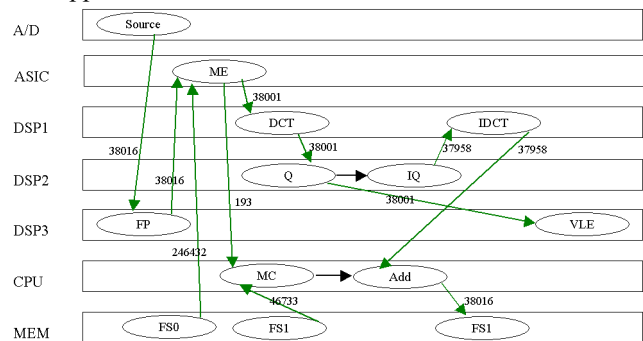 A/D
Source
ASIC
ME
38001
DSP1
DCT
IDCT
38016
38001
37958
37958
DSP2
Q
IQ
38016
193
38001
DSP3
FP
VLE
246432
CPU
MC
Add
46733
38016
MEM
FS0
FS1
FS1